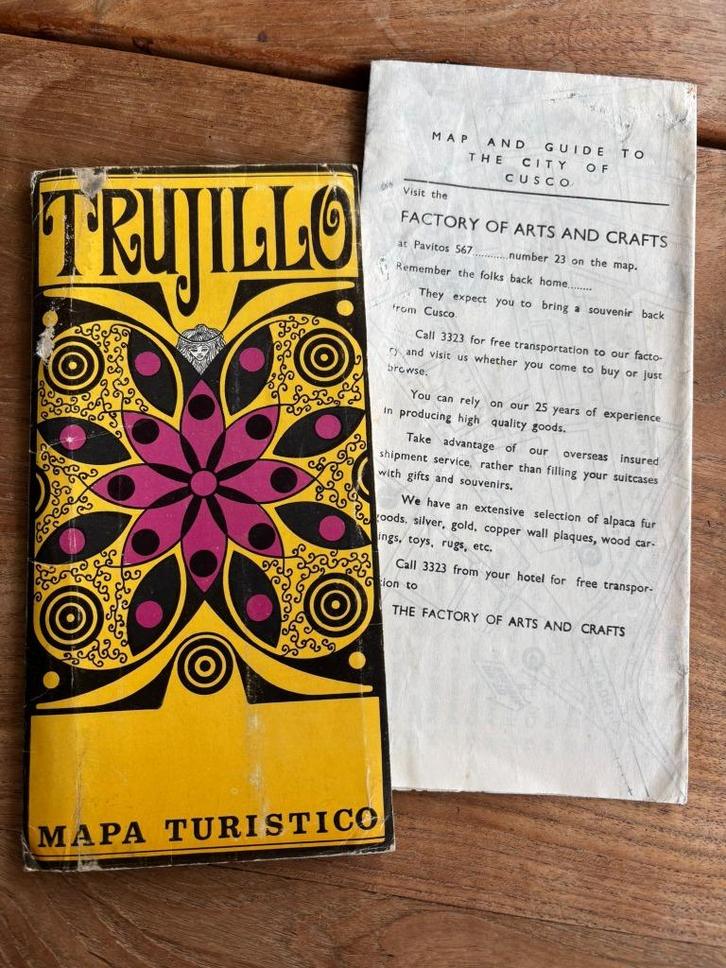 TRUJILLO
MAPA TURISTICO
MAP AND GUIDE TO
THE CITY OF
CUSCO
Visit the
FACTORY OF ARTS AND CRAFTS
at Pavitos 567............number 23 on the map.
Remember the folks back home........
They expect you to bring a souvenir back
from Cusco.
Call 3323 for free transportation to our facto-
ry and visit us whether you come to buy or just
browse.
You can rely on our 25 years of experience
in producing high quality goods.
Take advantage of our overseas insured
shipment service, rather than filling your suitcases
with gifts and souvenirs.
We have an extensive selection of alpaca fur
goods, silver, gold, copper wall plaques, wood car-
ings, toys, rugs, etc.
Call 3323 from your hotel for free transpor-
tion to
THE FACTORY OF ARTS AND CRAFTS